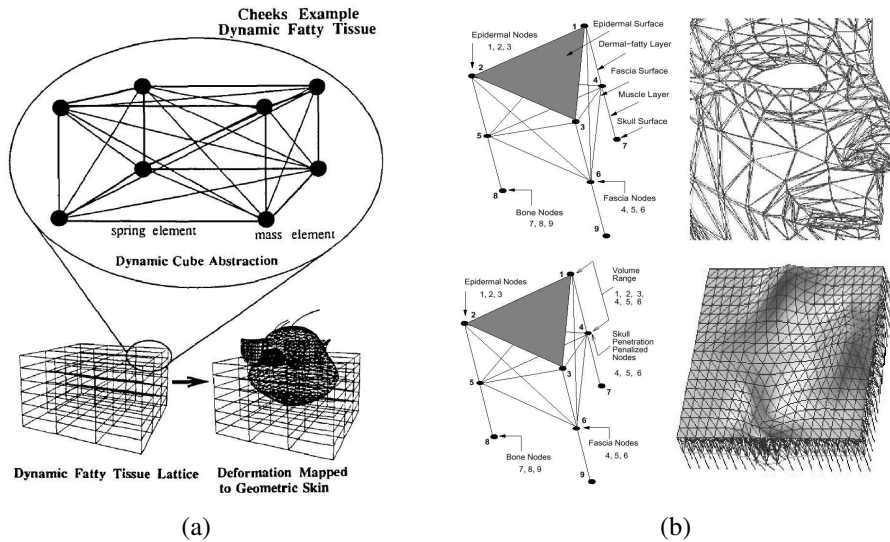 Cheeks Example
Dynamic Fatty Tissue
spring element
mass element
Dynamic Cube Abstraction
Dynamic Fatty Tissue Lattice
Deformation Mapped
to Geometric Skin
(a)
Epidermal Nodes
1, 2, 3
1
2
3
4
5
6
7
8
9
Epidermal Surface
Dermal-fatty Layer
Fascia Surface
Muscle Layer
Skull Surface
Bone Nodes
7, 8, 9
Fascia Nodes
4, 5, 6
Epidermal Nodes
1, 2, 3
1
2
3
4
5
6
7
8
9
Volume
Range
1, 2, 3,
4, 5, 6
Skull
Penetration
Penalized
Nodes
4, 5, 6
Bone Nodes
7, 8, 9
Fascia Nodes
4, 5, 6
(b)